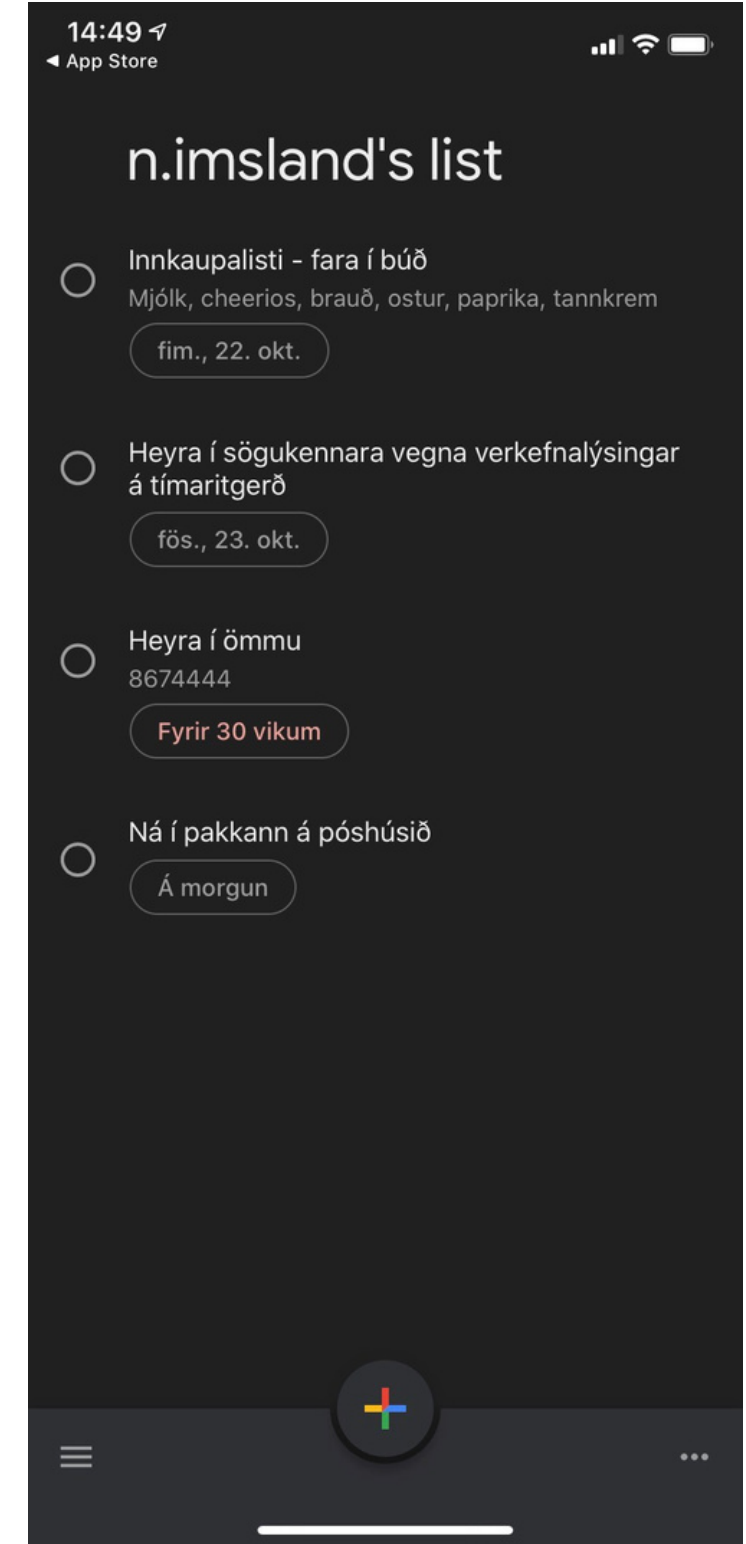 14:49
◀ App Store
n.imsland's list
Innkaupalisti - fara í búð
Mjólk, cheerios, brauð, ostur, paprika, tannkrem
fim., 22. okt.
Heyra í sögukennara vegna verkefnalýsingar
á tímaritgerð
fös., 23. okt.
Heyra í ömmu
8674444
Fyrir 30 vikum
Ná í pakkann á póshúsið
Á morgun